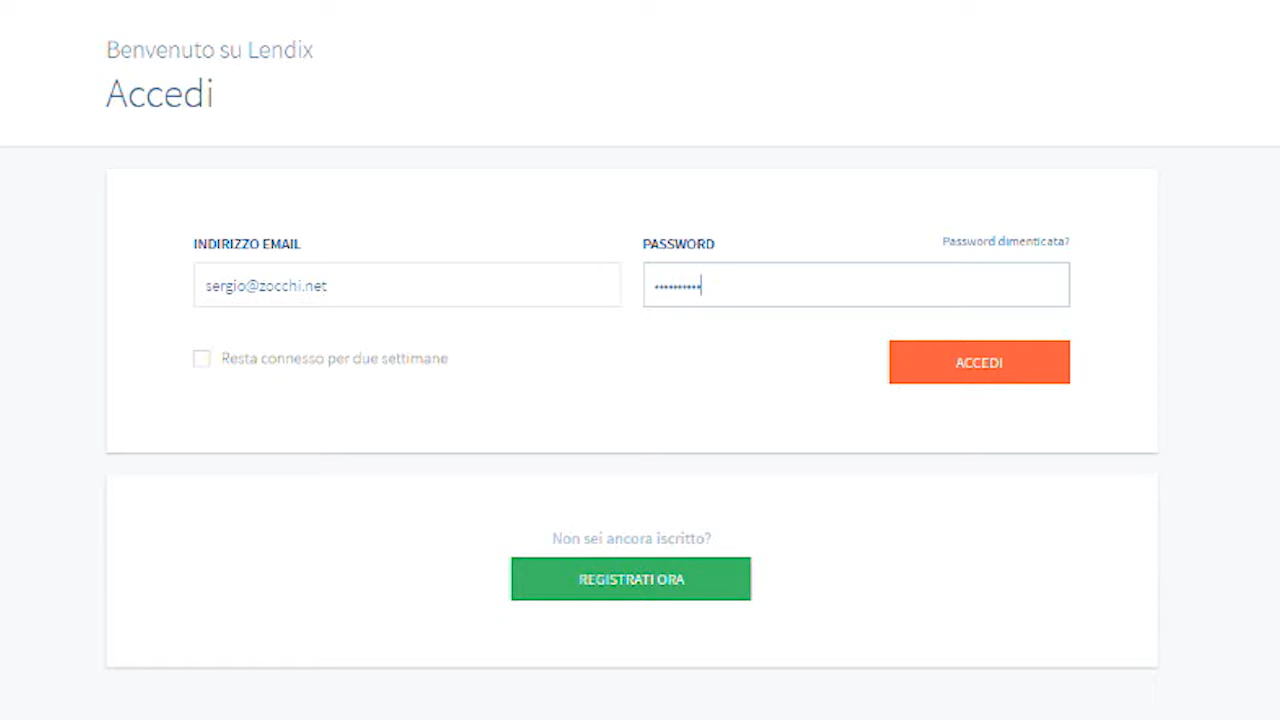 Benvenuto su Lendix
Accedi
INDIRIZZO EMAIL
PASSWORD
Password dimenticata?
sergio@zocchi.net
••••••••••
Resta connesso per due settimane
ACCEDI
Non sei ancora iscritto?
REGISTRATI ORA